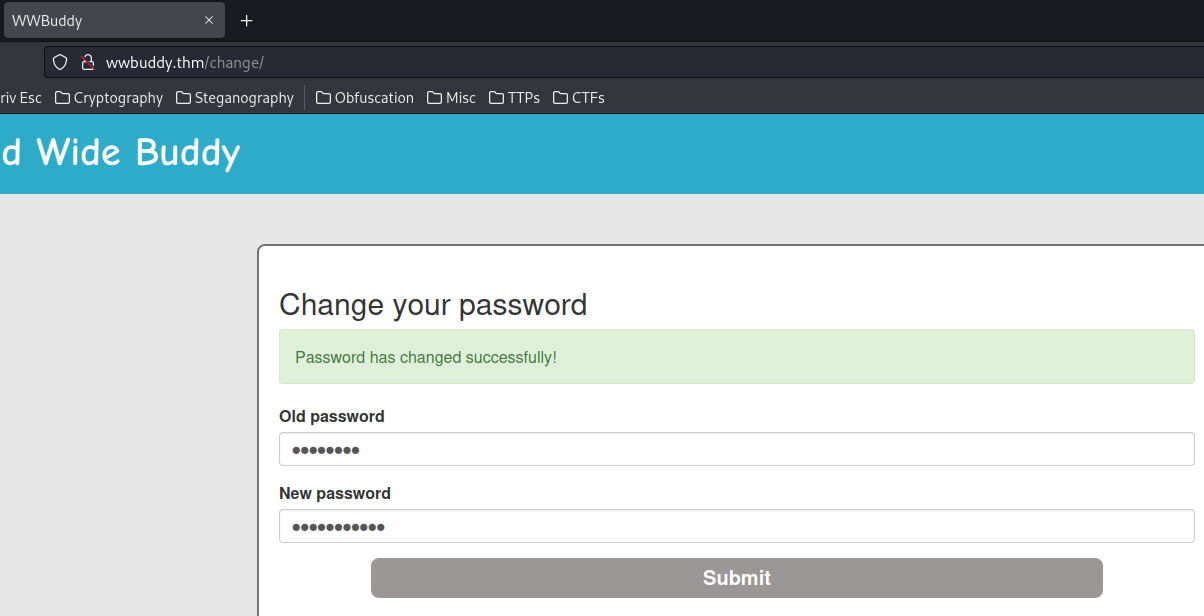 WWBuddy
wwbuddy.thm/change/
riv Esc Cryptography Steganography Obfuscation Misc TTPs CTFs
d Wide Buddy
Change your password
Password has changed successfully!
Old password
••••••••
New password
•••••••••••
Submit